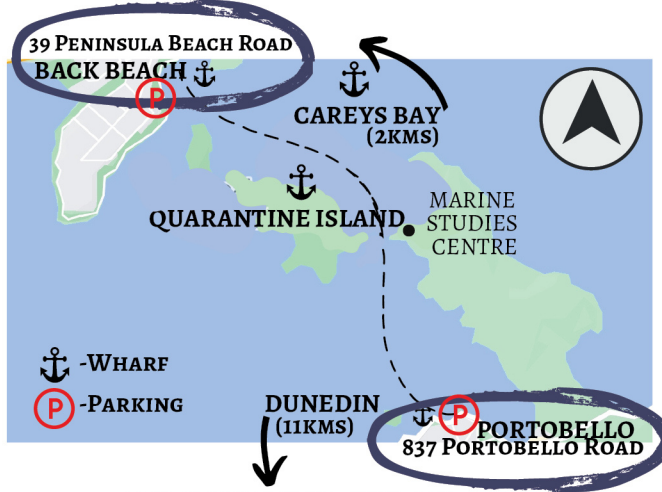 39 Peninsula Beach Road
BACK BEACH
P
CAREYS BAY
(2KMS)
QUARANTINE ISLAND
MARINE
STUDIES
CENTRE
-Wharf
P -Parking
DUNEDIN
(11KMS)
P
PORTOBELLO
837 Portobello Road